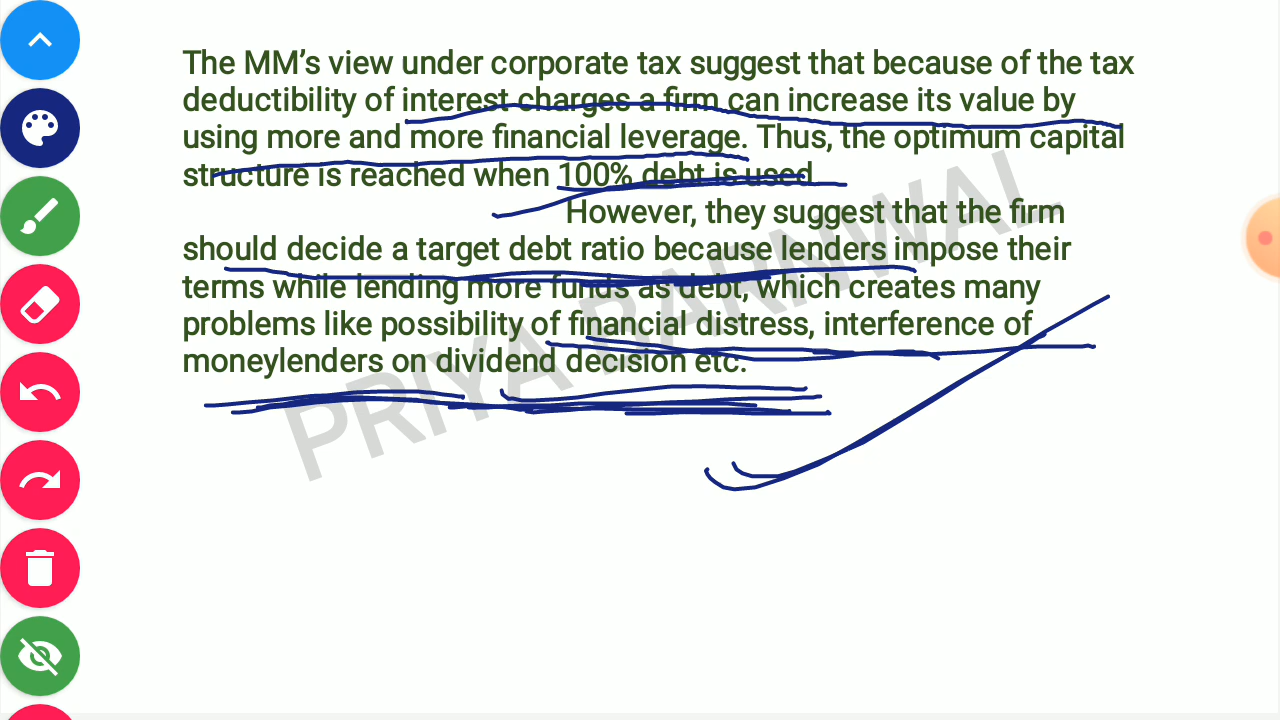 The MM’s view under corporate tax suggest that because of the tax
deductibility of interest charges a firm can increase its value by
using more and more financial leverage. Thus, the optimum capital
structure is reached when 100% debt is used
However, they suggest that the firm
should decide a target debt ratio because lenders impose their
terms while lending more funds as debt, which creates many
problems like possibility of financial distress, interference of
moneylenders on dividend decision etc.
PRIYA BARNWAL